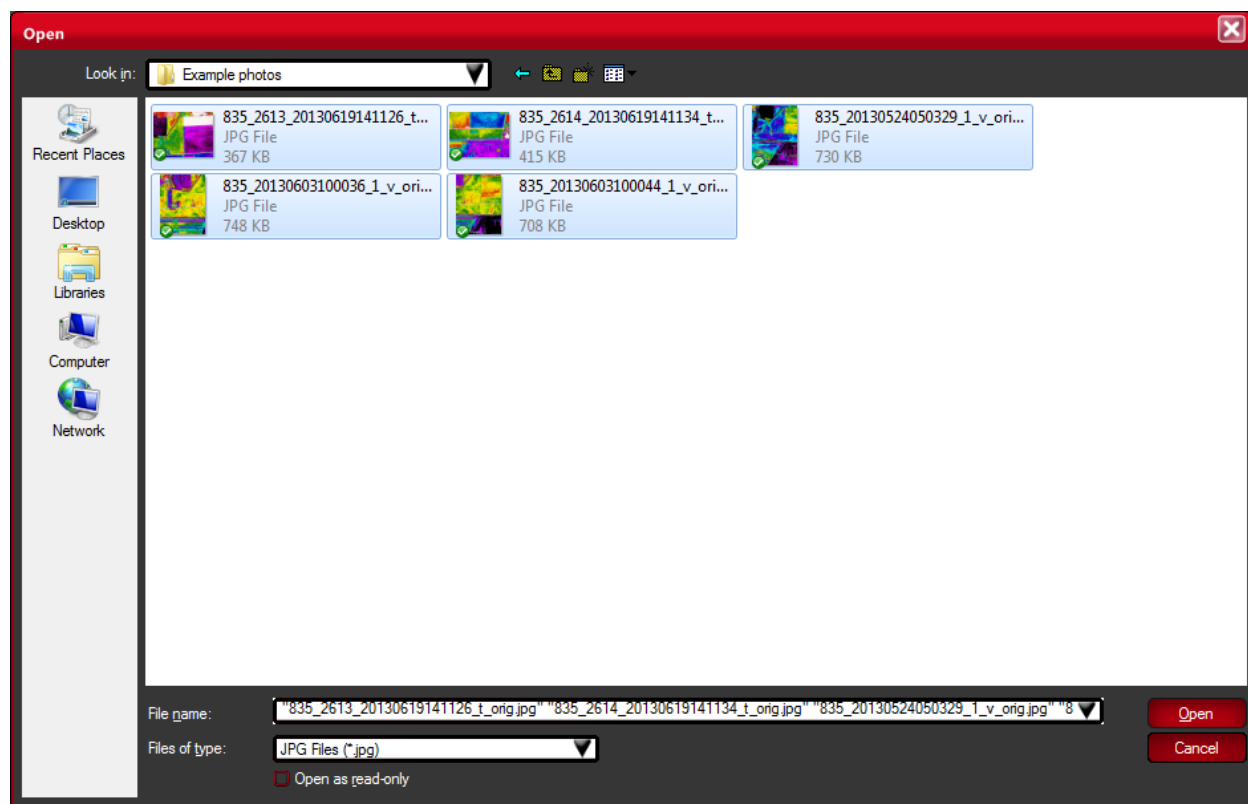 Open
Look in:
Example photos
Recent Places
Desktop
Libraries
Computer
Network
835_2613_20130619141126_t...
JPG File
367 KB
835_2614_20130619141134_t...
JPG File
415 KB
835_20130524050329_1_v_ori...
JPG File
730 KB
835_20130603100036_1_v_ori...
JPG File
748 KB
835_20130603100044_1_v_ori...
JPG File
708 KB
File name:
"835_2613_20130619141126_t_orig.jpg" "835_2614_20130619141134_t_orig.jpg" "835_20130524050329_1_v_orig.jpg" "8
Open
Files of type:
JPG Files (*.jpg)
Cancel
Open as read-only